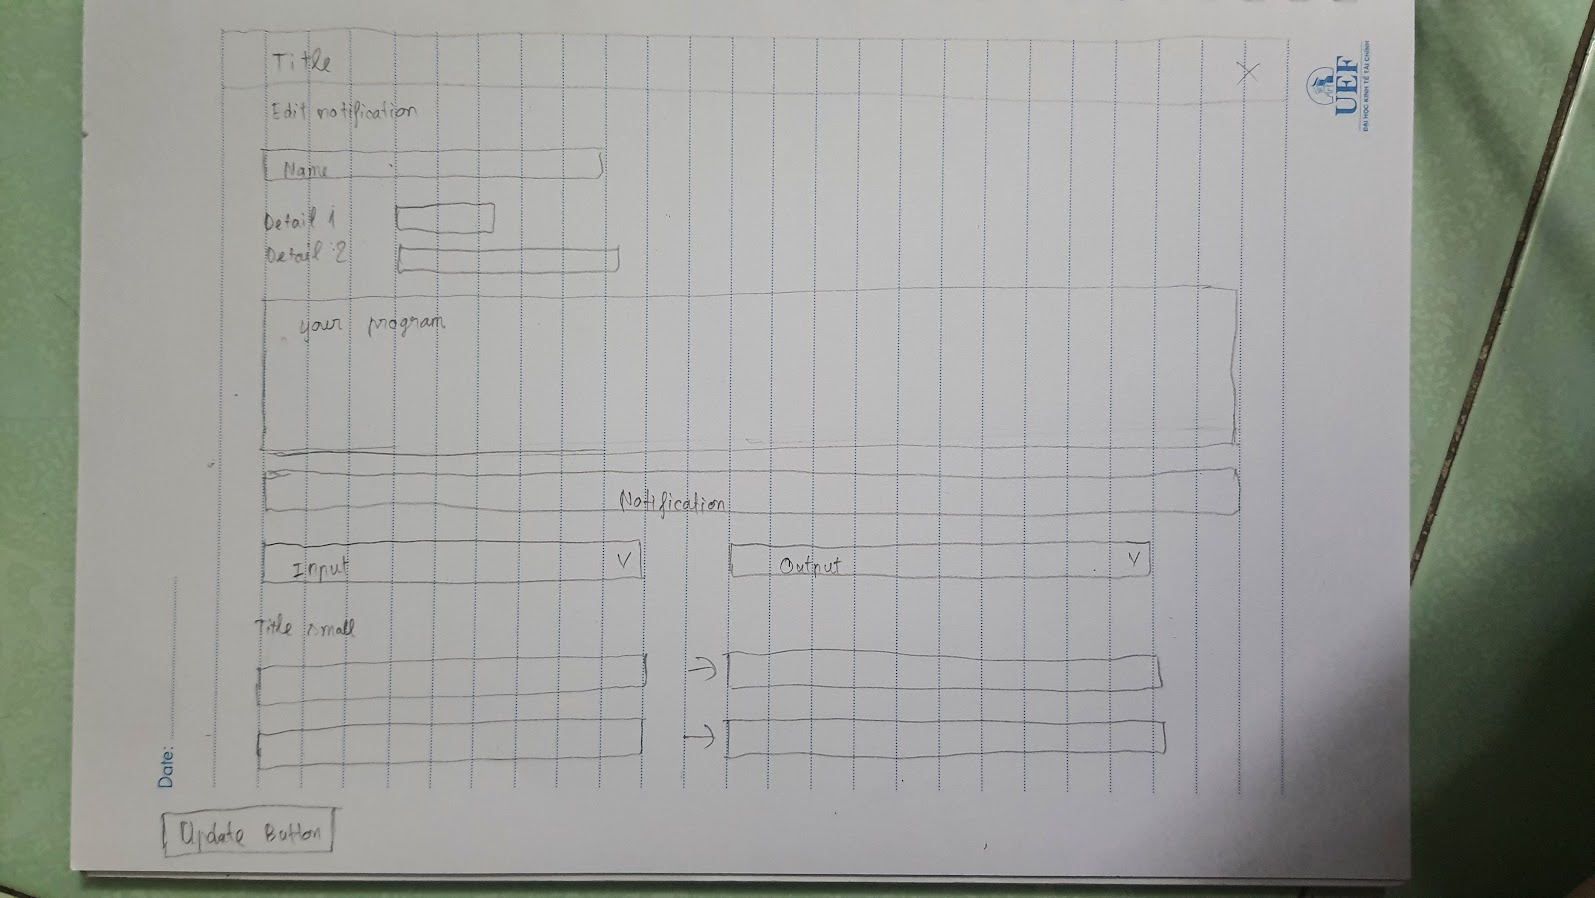 Title X
Edit notification
Name
Detail 1
Detail 2
your program
Notification
Input V
Output V
Title small
→
→
Update Button
Date:
UEF
ĐẠI HỌC KINH TẾ TÀI CHÍNH